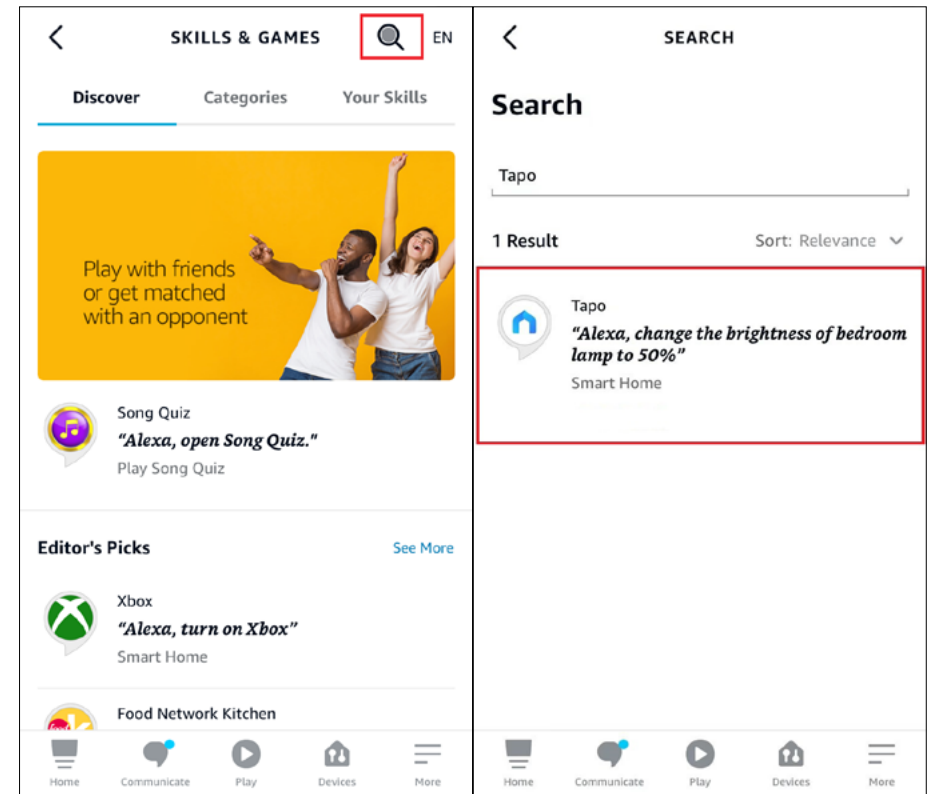 SKILLS & GAMES
EN
Discover
Categories
Your Skills
Play with friends
or get matched
with an opponent
Song Quiz
“Alexa, open Song Quiz."
Play Song Quiz
Editor's Picks
See More
Xbox
“Alexa, turn on Xbox”
Smart Home
Food Network Kitchen
food
Home
Communicate
Play
Devices
More
SEARCH
Search
Tapo
1 Result
Sort: Relevance
Tapo
“Alexa, change the brightness of bedroom
lamp to 50%”
Smart Home
Home
Communicate
Play
Devices
More